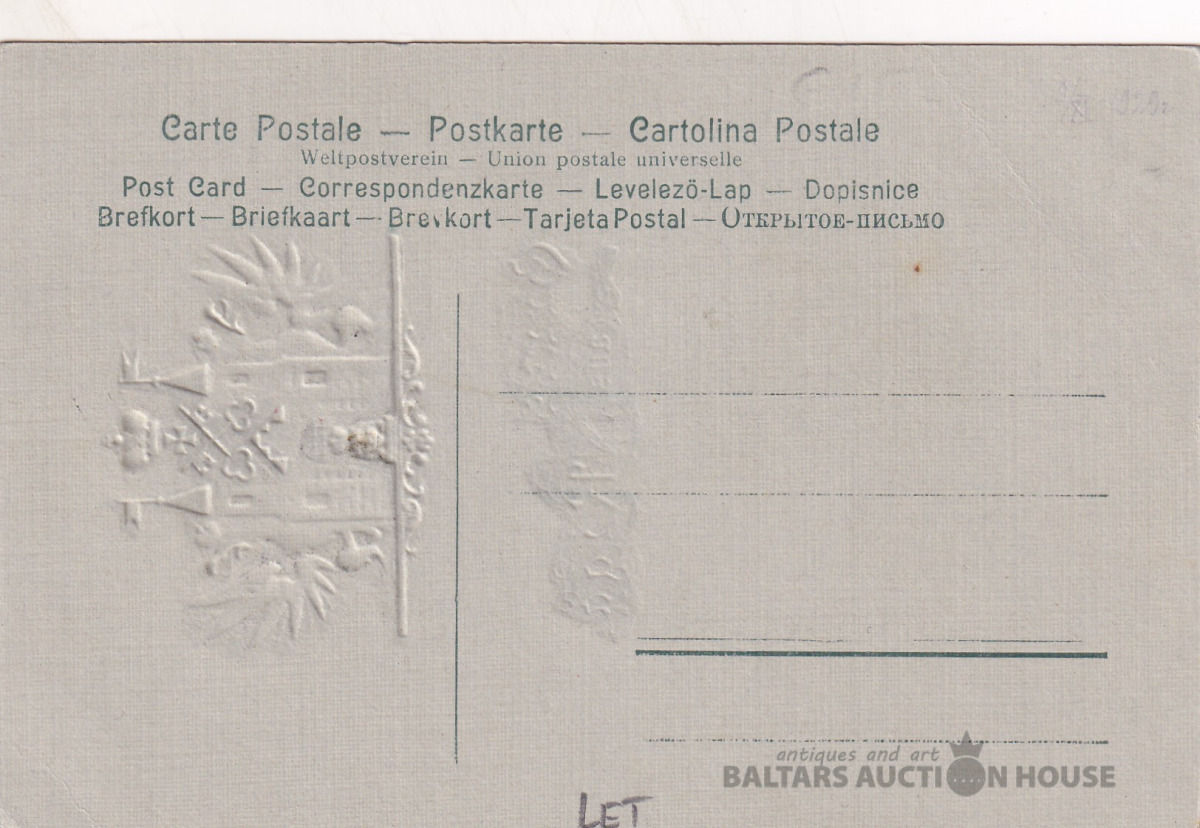 Carte Postale — Postkarte — Cartolina Postale
Weltpostverein — Union postale universelle
Post Card — Correspondenzkarte — Levelezö-Lap — Dopisnice
Brefkort — Briefkaart — Brevkort — Tarjeta Postal — Открытое-письмо
antiques and art
BALTARS AUCTION HOUSE
LET